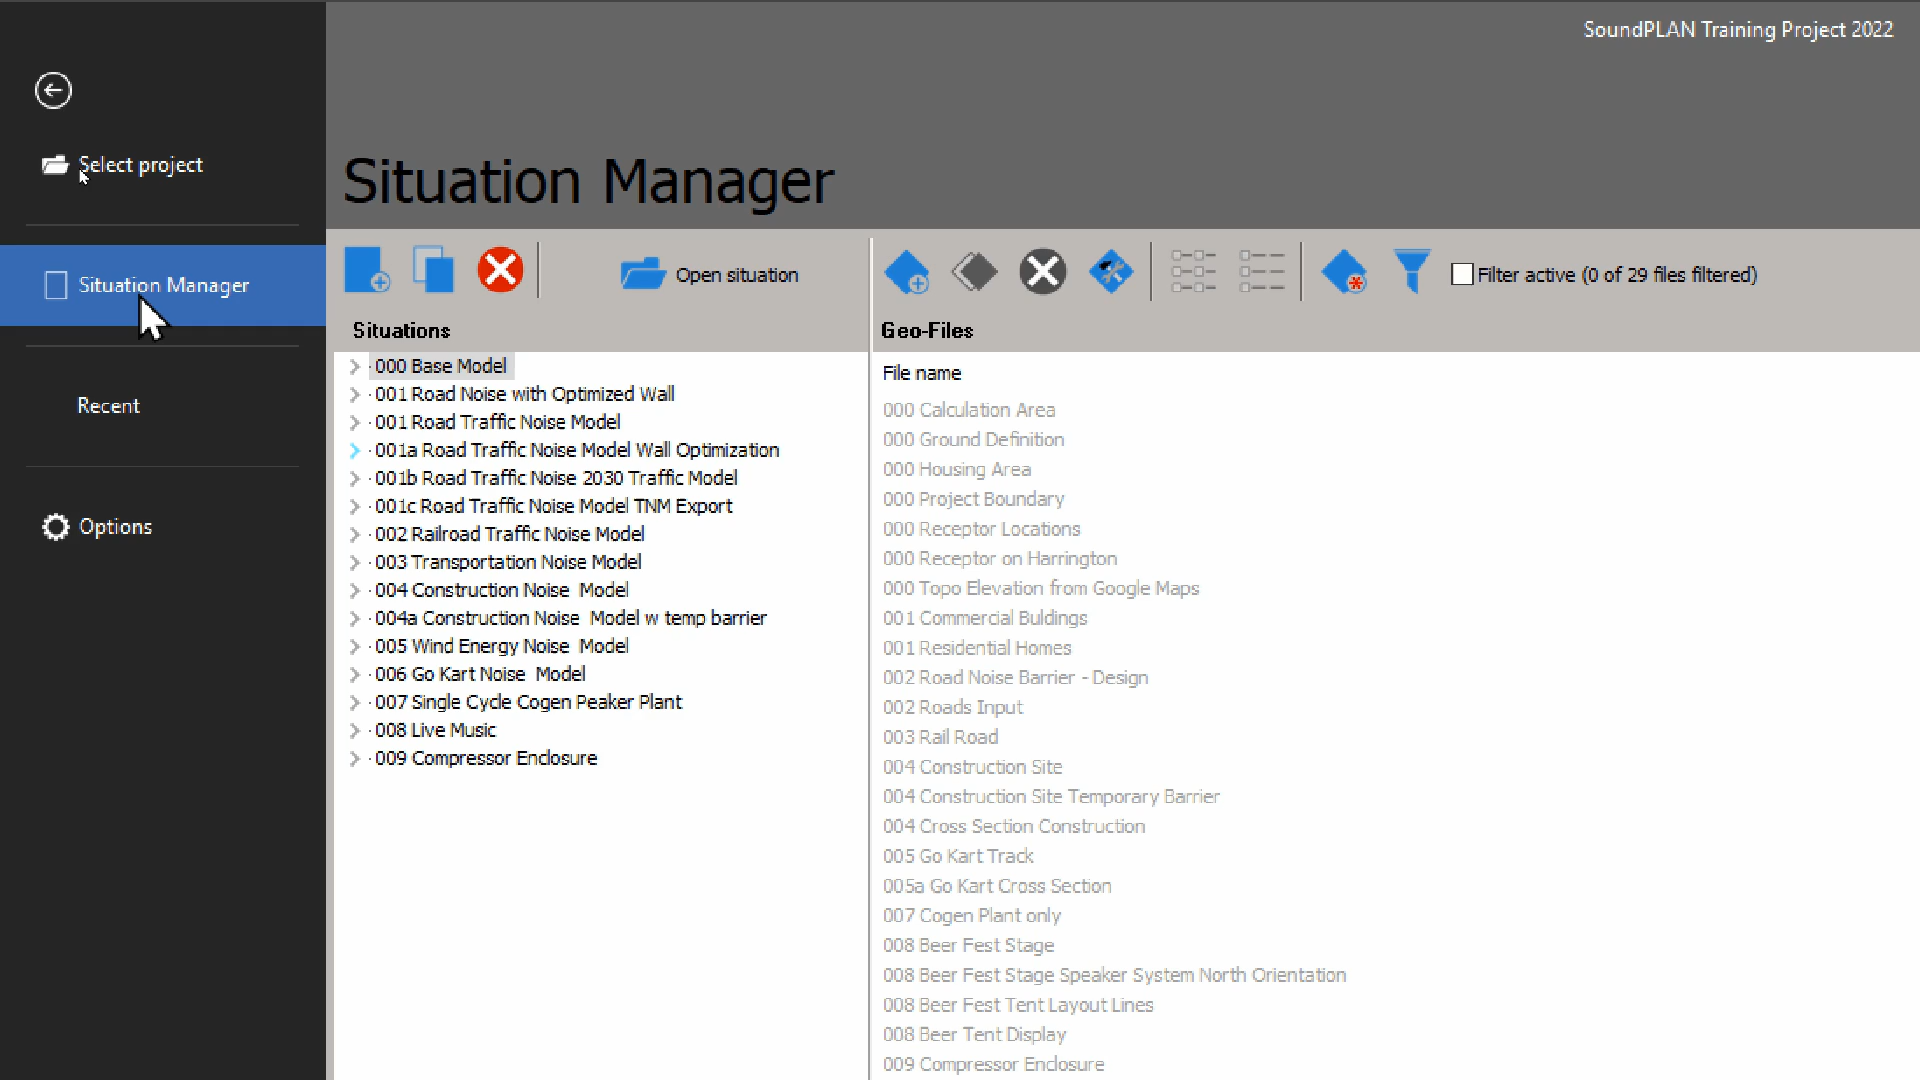 SoundPLAN Training Project 2022
Select project
Situation Manager
Recent
Options
Situation Manager
Open situation
Filter active (0 of 29 files filtered)
Situations
000 Base Model
001 Road Noise with Optimized Wall
001 Road Traffic Noise Model
001a Road Traffic Noise Model Wall Optimization
001b Road Traffic Noise 2030 Traffic Model
001c Road Traffic Noise Model TNM Export
002 Railroad Traffic Noise Model
003 Transportation Noise Model
004 Construction Noise  Model
004a Construction Noise  Model w temp barrier
005 Wind Energy Noise  Model
006 Go Kart Noise  Model
007 Single Cycle Cogen Peaker Plant
008 Live Music
009 Compressor Enclosure
Geo-Files
File name
000 Calculation Area
000 Ground Definition
000 Housing Area
000 Project Boundary
000 Receptor Locations
000 Receptor on Harrington
000 Topo Elevation from Google Maps
001 Commercial Buldings
001 Residential Homes
002 Road Noise Barrier - Design
002 Roads Input
003 Rail Road
004 Construction Site
004 Construction Site Temporary Barrier
004 Cross Section Construction
005 Go Kart Track
005a Go Kart Cross Section
007 Cogen Plant only
008 Beer Fest Stage
008 Beer Fest Stage Speaker System North Orientation
008 Beer Fest Tent Layout Lines
008 Beer Tent Display
009 Compressor Enclosure